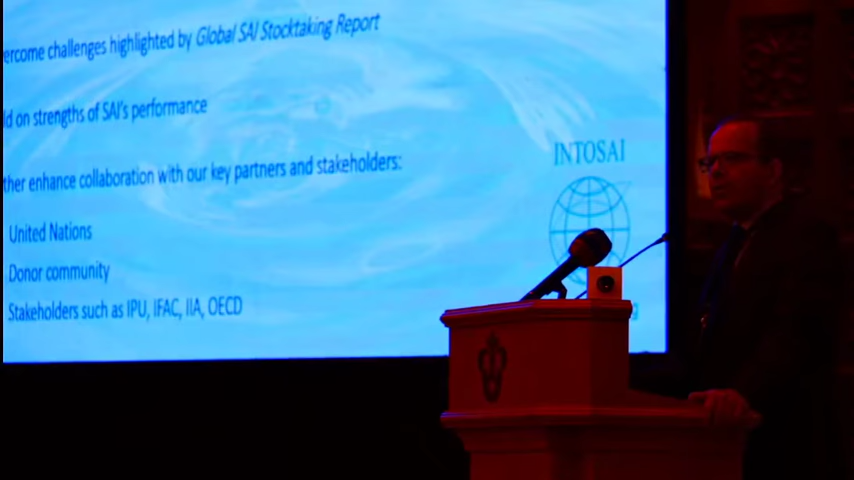 ercome challenges highlighted by Global SAI Stocktaking Report
ld on strengths of SAI's performance
ther enhance collaboration with our key partners and stakeholders:
United Nations
Donor community
Stakeholders such as IPU, IFAC, IIA, OECD
INTOSAI